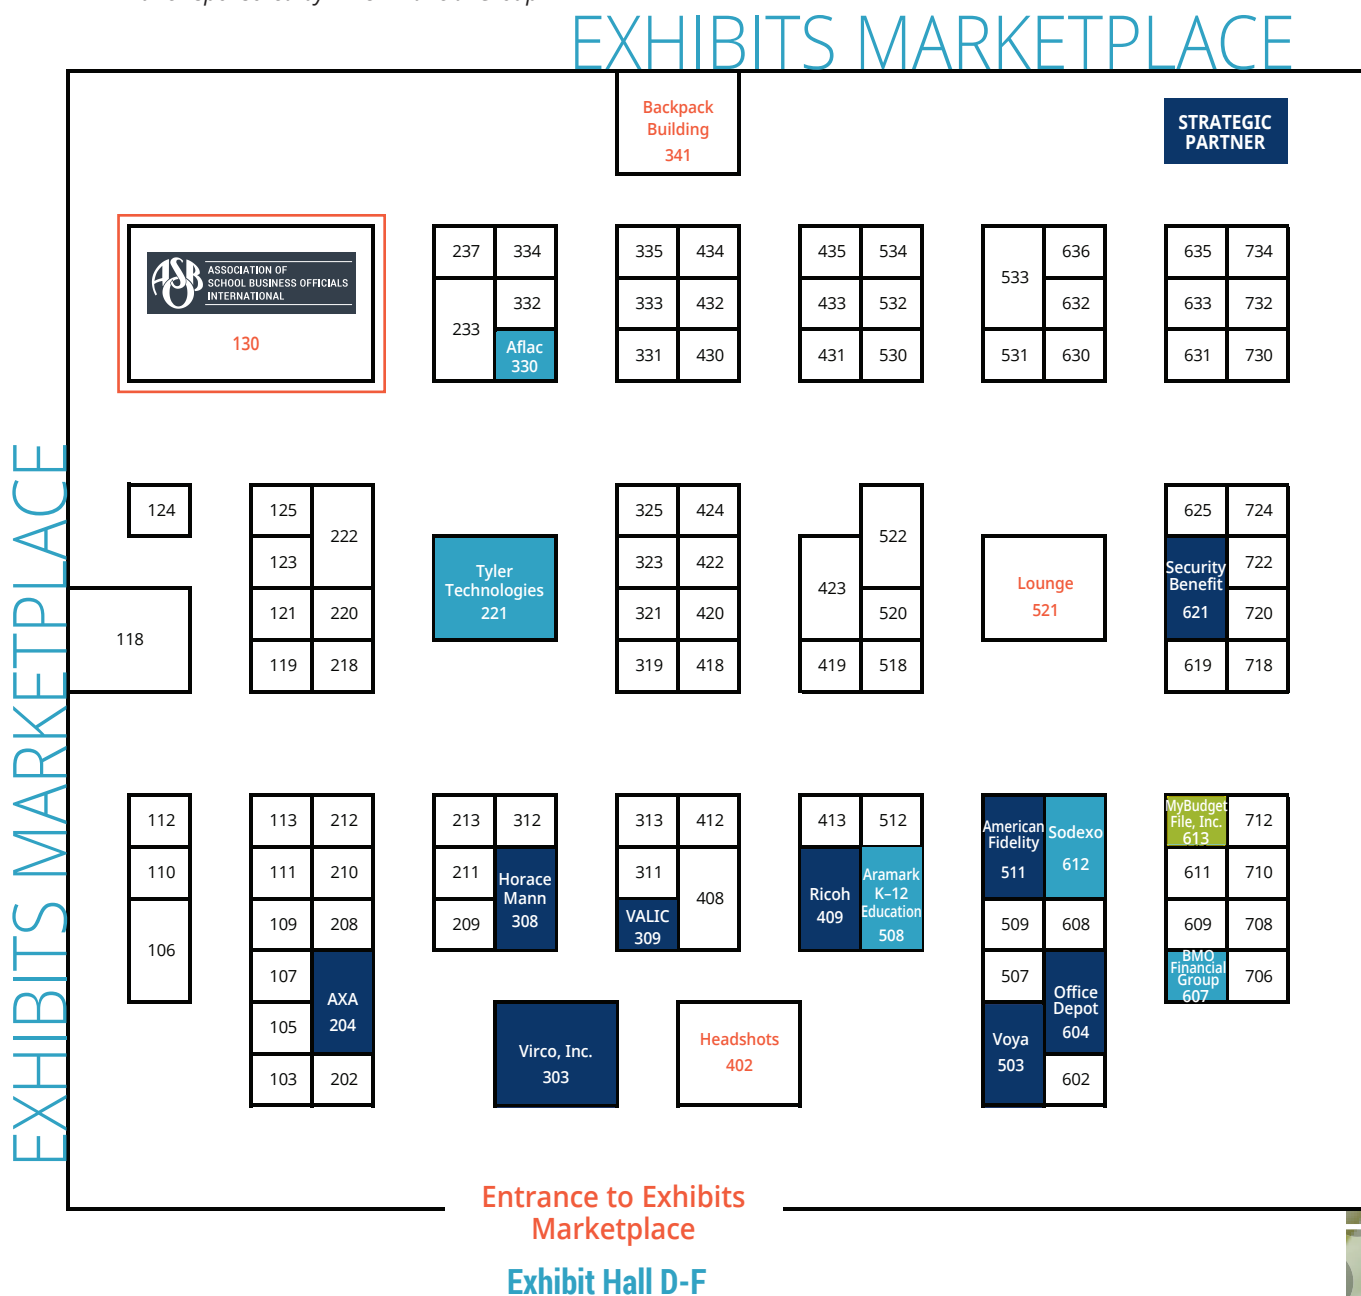 EXHIBITS MARKETPLACE
Backpack
Building
341
STRATEGIC
PARTNER
ASBO
ASSOCIATION OF
SCHOOL BUSINESS OFFICIALS
INTERNATIONAL
130
237 334
332
233
Aflac
330
335 434
333 432
331 430
435 534
433 532
431 530
533
636
632
531 630
635 734
633 732
631 730
EXHIBITS MARKETPLACE
124
118
125
222
123
121 220
119 218
Tyler
Technologies
221
325 424
323 422
321 420
319 418
522
423
520
419 518
Lounge
521
625 724
Security
Benefit
621
722
720
619 718
112
110
106
113 212
111 210
109 208
107
AXA
204
105
103 202
213 312
211
Horace
Mann
308
209
313 412
311
408
VALIC
309
413 512
Ricoh
409
Aramark
K–12
Education
508
American
Fidelity
511
Sodexo
612
509 608
507
Office
Depot
604
Voya
503
602
MyBudget
File, Inc.
613
712
611 710
609 708
BMO
Financial
Group
607
706
Virco, Inc.
303
Headshots
402
Entrance to Exhibits
Marketplace
Exhibit Hall D-F